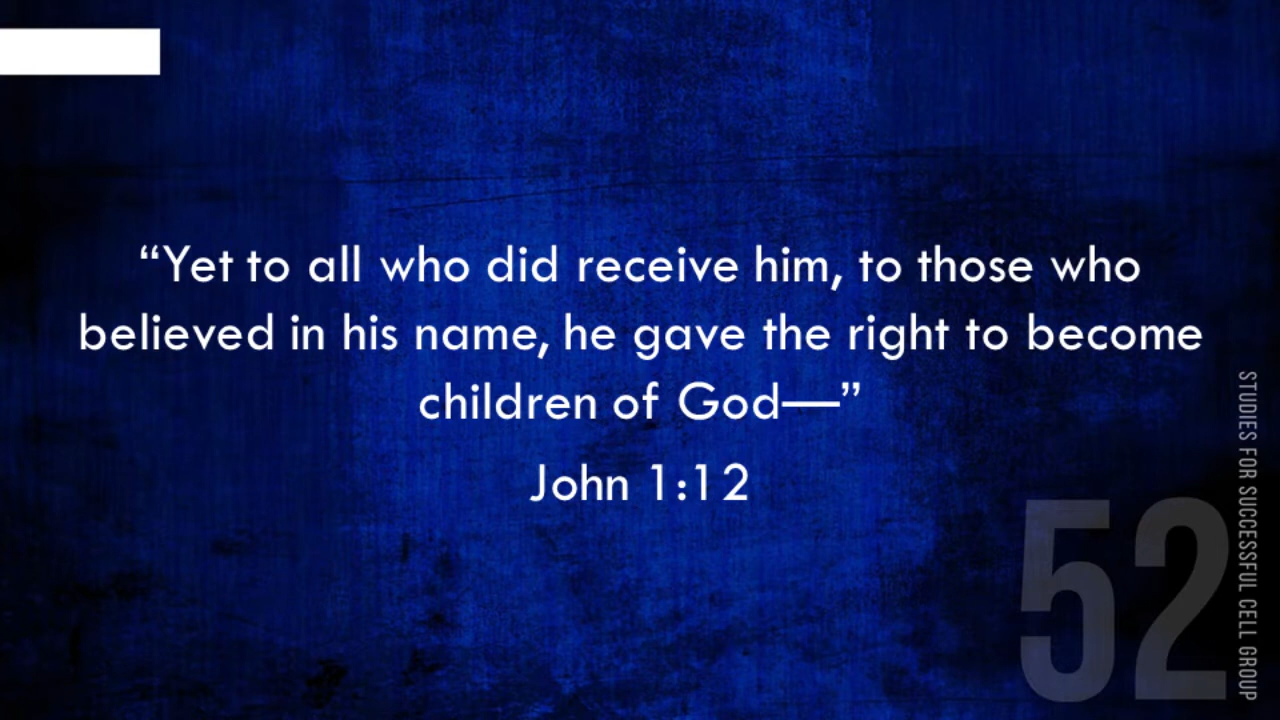 “Yet to all who did receive him, to those who
believed in his name, he gave the right to become
children of God—”
John 1:12
52
STUDIES FOR SUCCESSFUL CELL GROUP